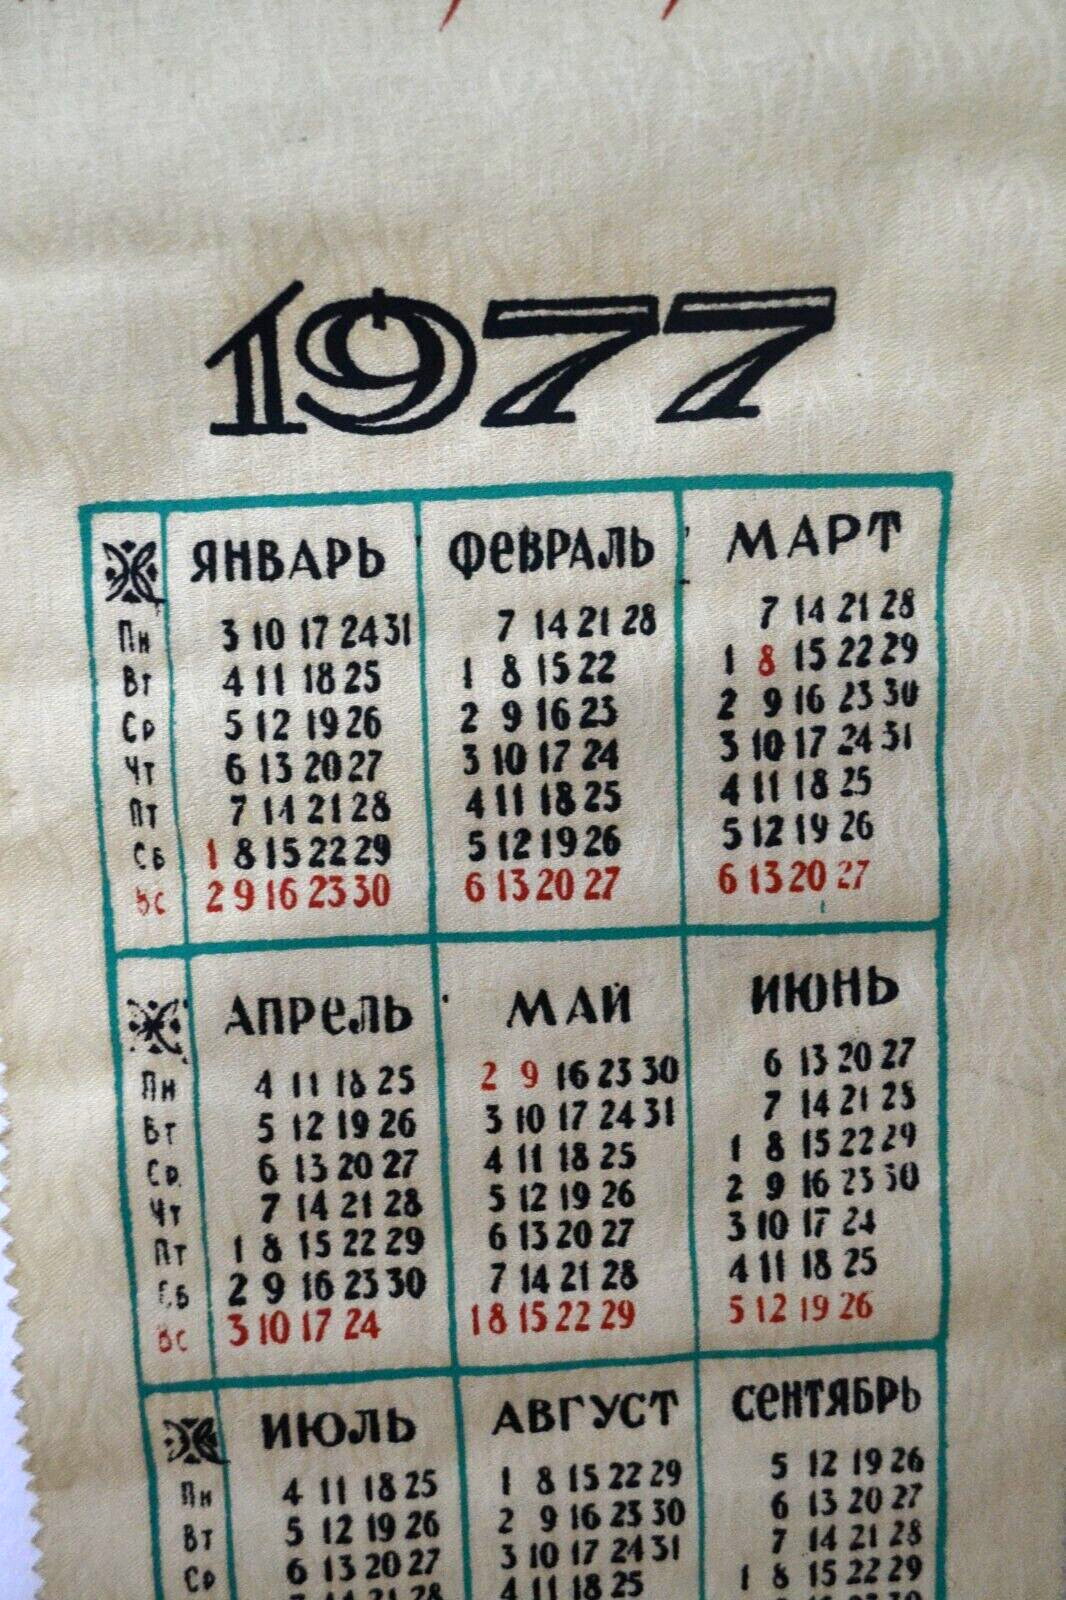 1977
ЯНВАРЬ ФЕВРАЛЬ МАРТ
Пн 3 10 17 24 31 7 14 21 28 7 14 21 28
Вт 4 11 18 25 1 8 15 22 1 8 15 22 29
Ср 5 12 19 26 2 9 16 23 2 9 16 23 30
Чт 6 13 20 27 3 10 17 24 3 10 17 24 31
Пт 7 14 21 28 4 11 18 25 4 11 18 25
Сб 1 8 15 22 29 5 12 19 26 5 12 19 26
Вс 2 9 16 23 30 6 13 20 27 6 13 20 27
АПРЕЛЬ МАЙ ИЮНЬ
Пн 4 11 18 25 2 9 16 23 30 6 13 20 27
Вт 5 12 19 26 3 10 17 24 31 7 14 21 28
Ср 6 13 20 27 4 11 18 25 1 8 15 22 29
Чт 7 14 21 28 5 12 19 26 2 9 16 23 30
Пт 1 8 15 22 29 6 13 20 27 3 10 17 24
Сб 2 9 16 23 30 7 14 21 28 4 11 18 25
Вс 3 10 17 24 1 8 15 22 29 5 12 19 26
ИЮЛЬ АВГУСТ СЕНТЯБРЬ
Пн 4 11 18 25 1 8 15 22 29 5 12 19 26
Вт 5 12 19 26 2 9 16 23 30 6 13 20 27
Ср 6 13 20 27 3 10 17 24 31 7 14 21 28
7 14 21 28 4 11 18 25 1 8 15 22 29